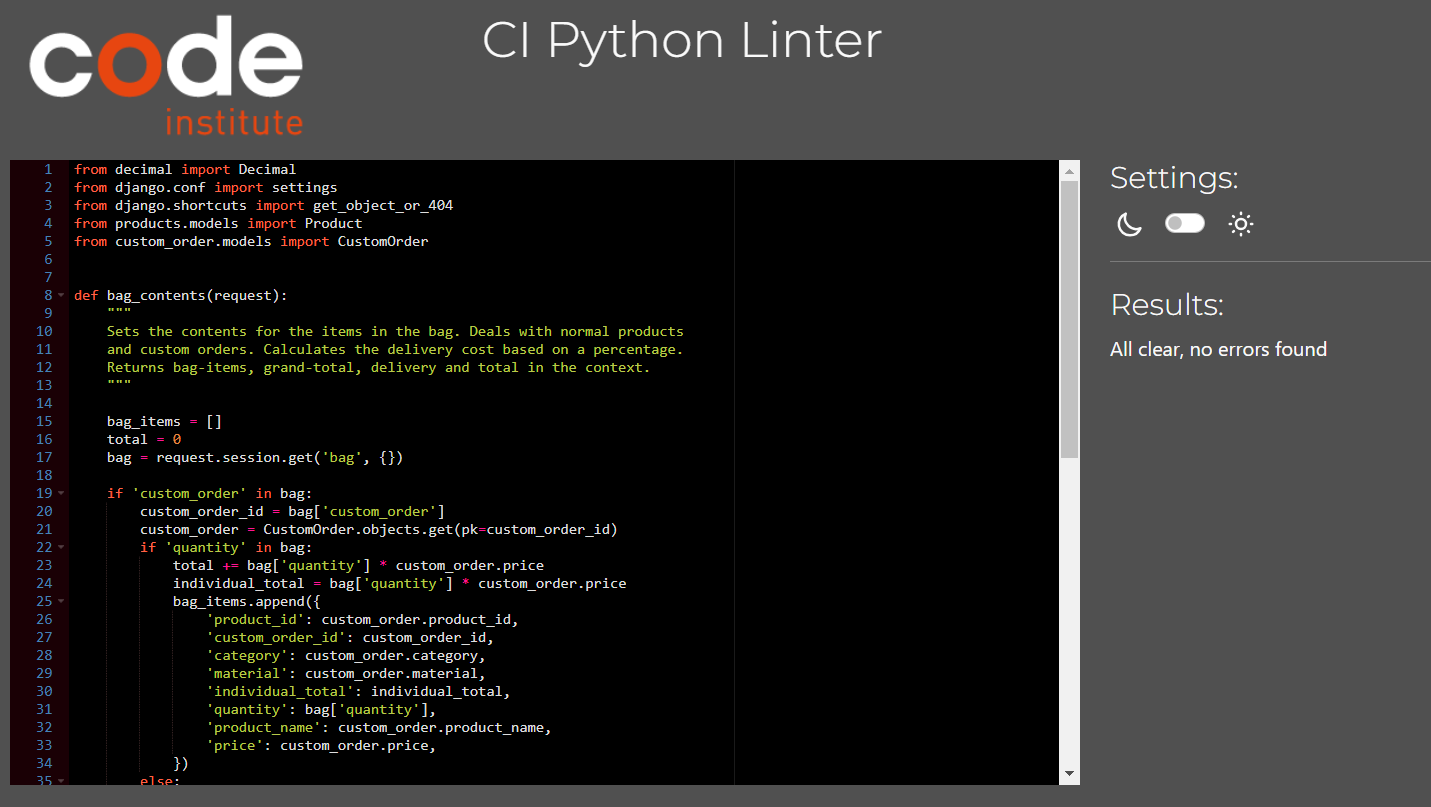 code
institute
CI Python Linter
1 from decimal import Decimal
2 from django.conf import settings
3 from django.shortcuts import get_object_or_404
4 from products.models import Product
5 from custom_order.models import CustomOrder
6
7
8 def bag_contents(request):
9     """
10     Sets the contents for the items in the bag. Deals with normal products
11     and custom orders. Calculates the delivery cost based on a percentage.
12     Returns bag-items, grand-total, delivery and total in the context.
13     """
14
15     bag_items = []
16     total = 0
17     bag = request.session.get('bag', {})
18
19     if 'custom_order' in bag:
20         custom_order_id = bag['custom_order']
21         custom_order = CustomOrder.objects.get(pk=custom_order_id)
22         if 'quantity' in bag:
23             total += bag['quantity'] * custom_order.price
24             individual_total = bag['quantity'] * custom_order.price
25             bag_items.append({
26                 'product_id': custom_order.product_id,
27                 'custom_order_id': custom_order_id,
28                 'category': custom_order.category,
29                 'material': custom_order.material,
30                 'individual_total': individual_total,
31                 'quantity': bag['quantity'],
32                 'product_name': custom_order.product_name,
33                 'price': custom_order.price,
34             })
35         else:
Settings:
Results:
All clear, no errors found